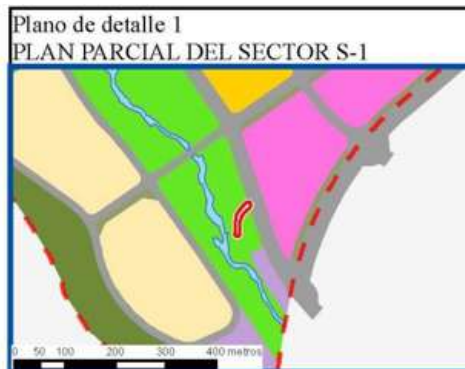 Plano de detalle 1
PLAN PARCIAL DEL SECTOR S-1
0 50 100 200 300 400 metros